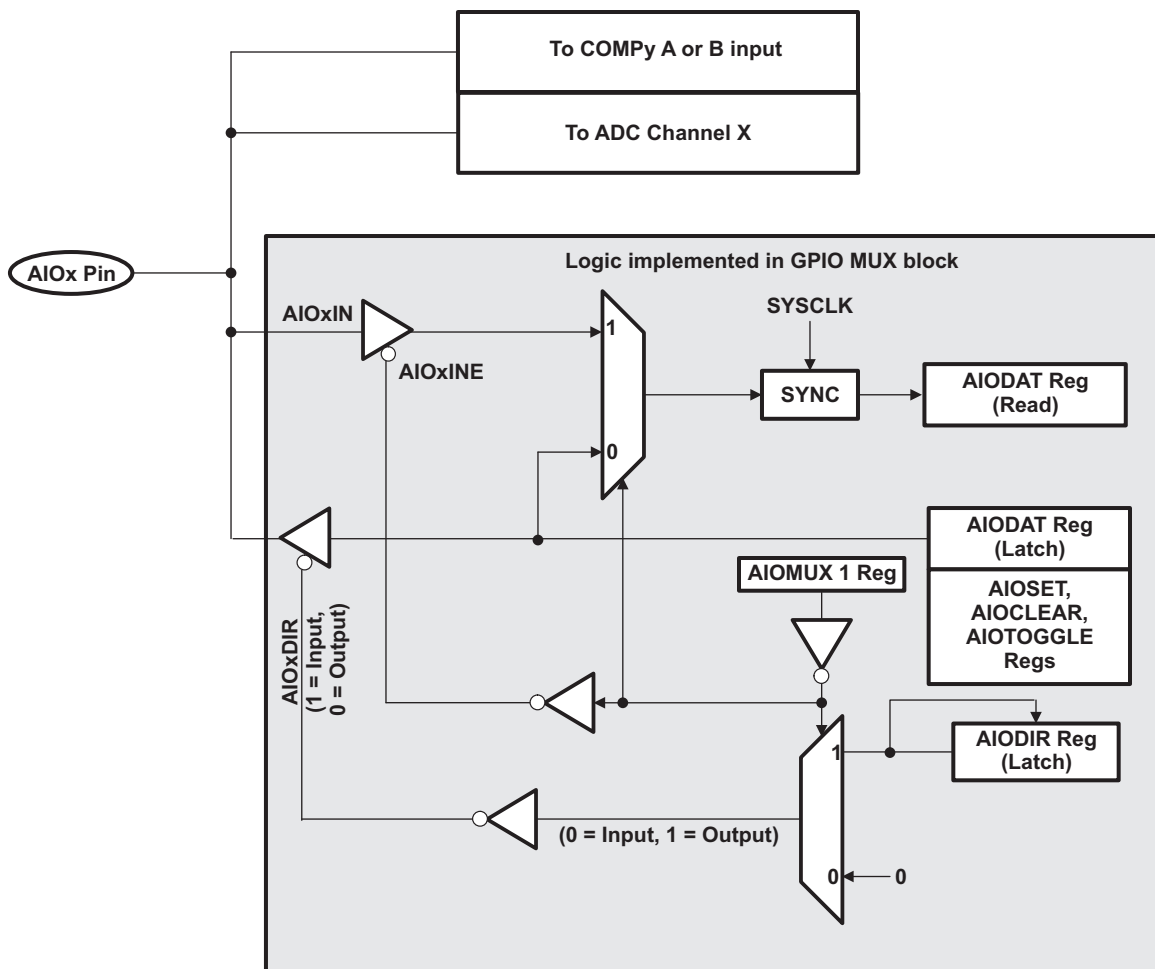 To COMPy A or B input
To ADC Channel X
AIOx Pin
Logic implemented in GPIO MUX block
AIOxIN
1
SYSCLK
AIOxINE
SYNC
AIODAT Reg
(Read)
0
AIODAT Reg
(Latch)
AIOMUX 1 Reg
AIOSET,
AIOCLEAR,
AIOTOGGLE
Regs
AIOxDIR
(1 = Input,
0 = Output)
1
AIODIR Reg
(Latch)
(0 = Input, 1 = Output)
0
0